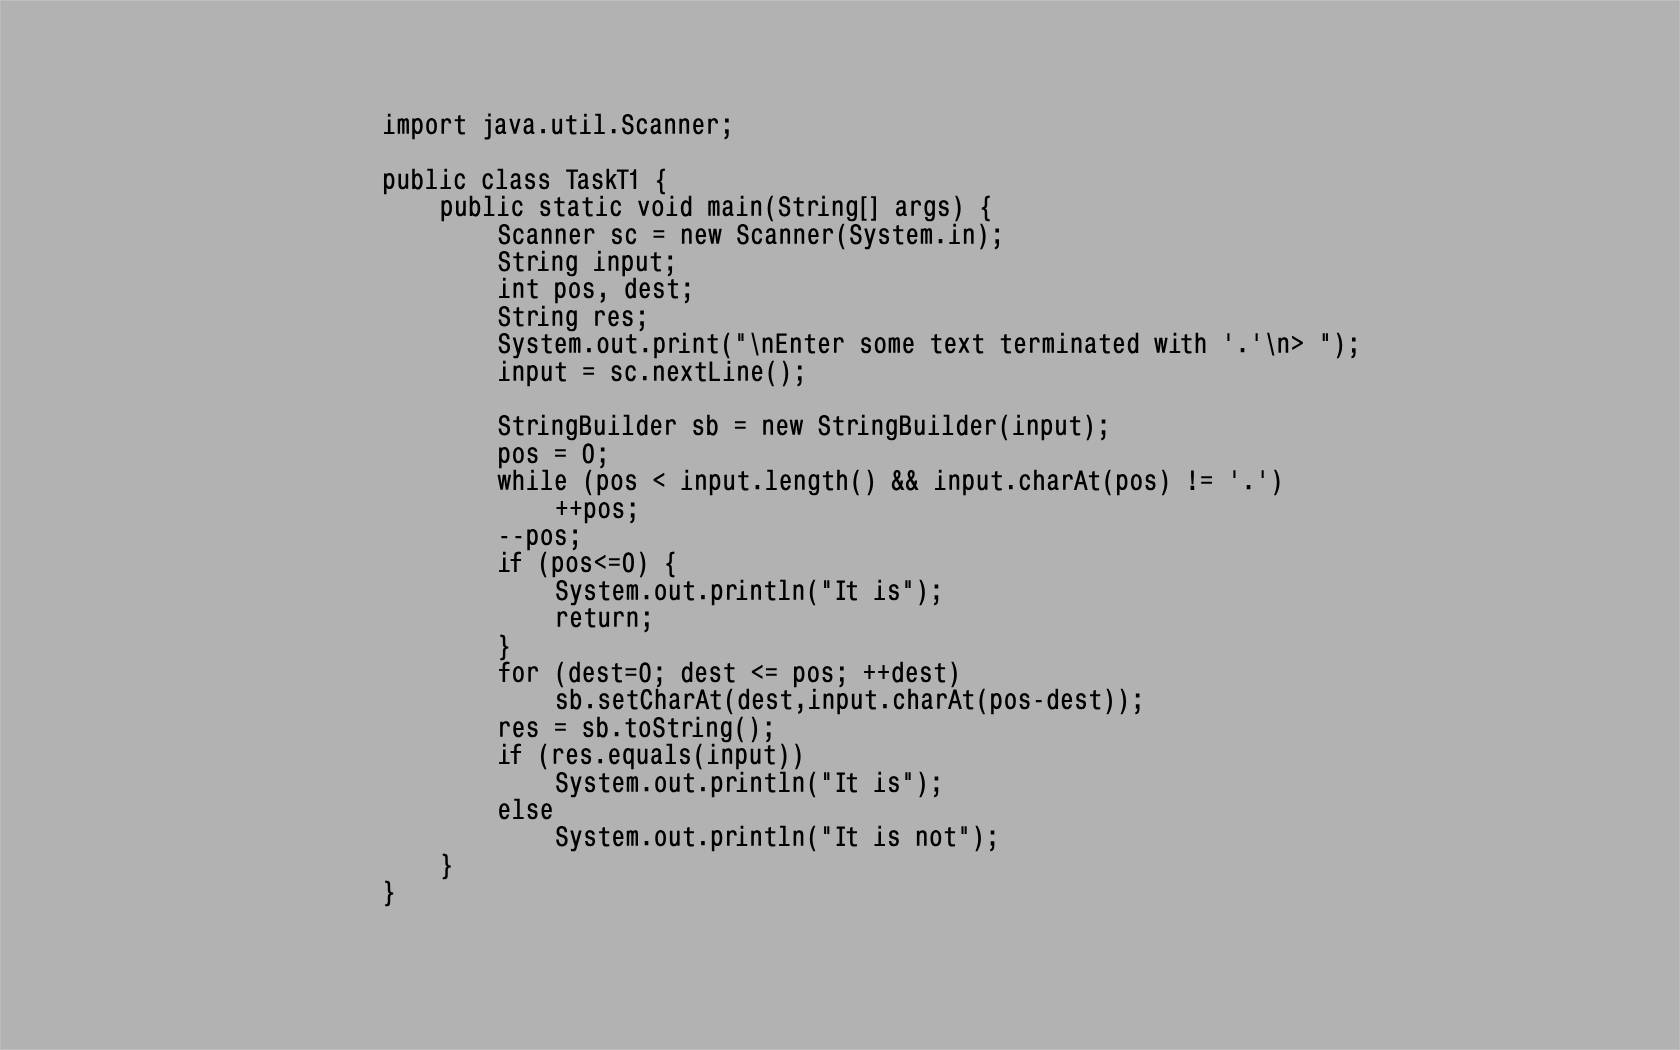 import java.util.Scanner;

public class TaskT1 {
    public static void main(String[] args) {
        Scanner sc = new Scanner(System.in);
        String input;
        int pos, dest;
        String res;
        System.out.print("\nEnter some text terminated with '.'\n> ");
        input = sc.nextLine();

        StringBuilder sb = new StringBuilder(input);
        pos = 0;
        while (pos < input.length() && input.charAt(pos) != '.')
            ++pos;
        --pos;
        if (pos<=0) {
            System.out.println("It is");
            return;
        }
        for (dest=0; dest <= pos; ++dest)
            sb.setCharAt(dest,input.charAt(pos-dest));
        res = sb.toString();
        if (res.equals(input))
            System.out.println("It is");
        else
            System.out.println("It is not");
    }
}